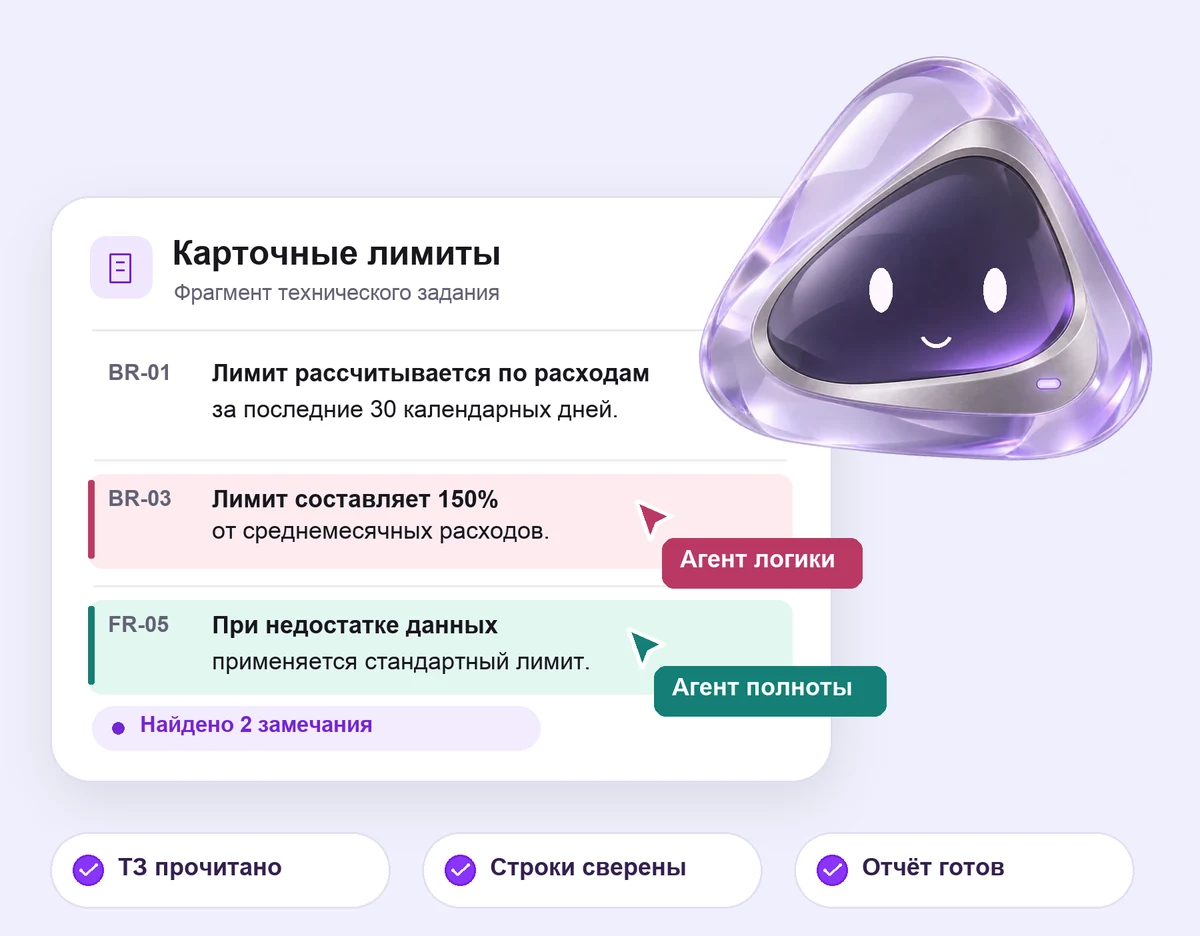 Карточные лимиты
Фрагмент технического задания
BR-01
Лимит рассчитывается по расходам
за последние 30 календарных дней.
BR-03
Лимит составляет 150%
от среднемесячных расходов.
Агент логики
FR-05
При недостатке данных
применяется стандартный лимит.
Агент полноты
Найдено 2 замечания
ТЗ прочитано
Строки сверены
Отчёт готов